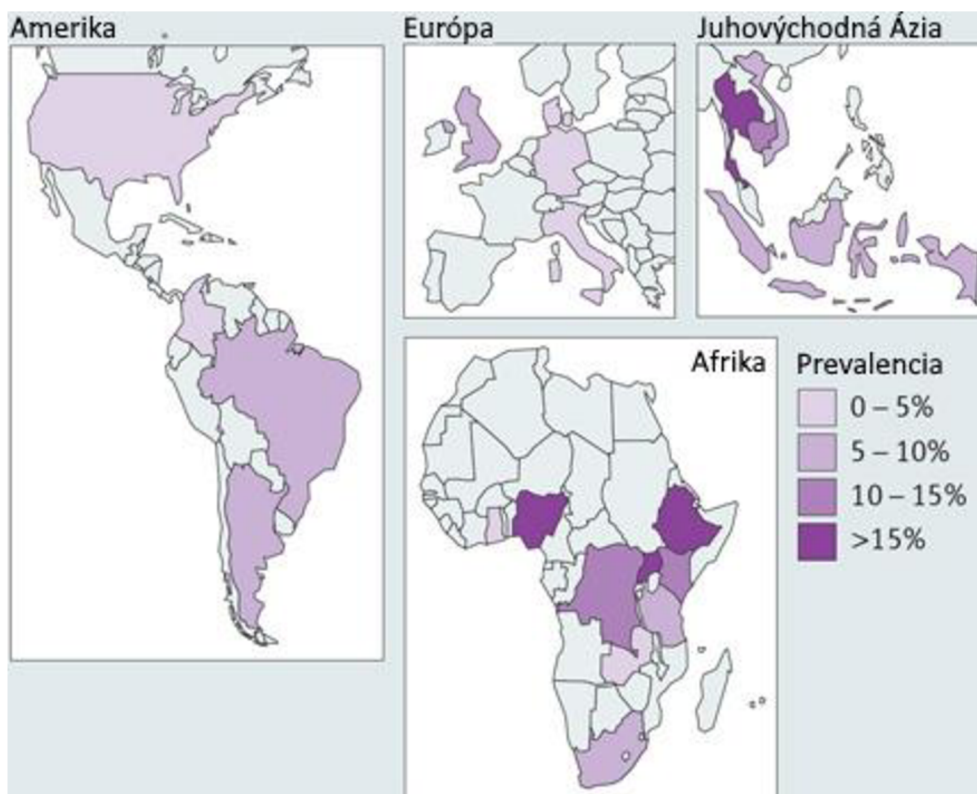 Amerika
Európa
Juhovýchodná Ázia
Afrika
Prevalencia
0 – 5%
5 – 10%
10 – 15%
>15%